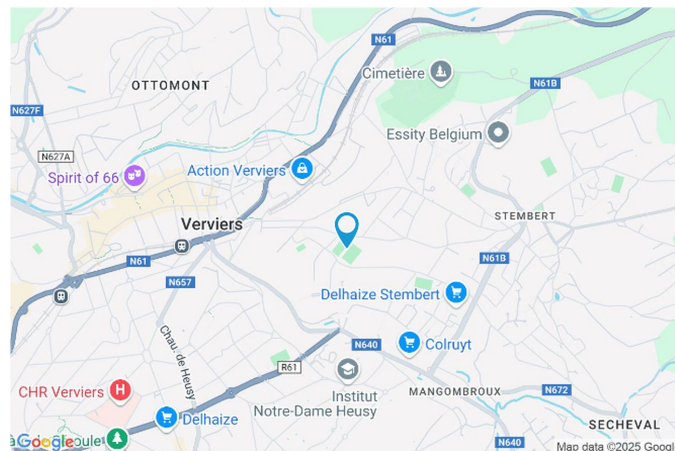 N61
Cimetière
OTTOMONT
N61B
N627F
Essity Belgium
N627A
Action Verviers
Spirit of 66
STEMBERT
Verviers
N61
N61B
N657
Delhaize Stembert
Chau. de Heusy
N640
Colruyt
R61
Institut
Notre-Dame Heusy
MANGOMBROUX
N672
CHR Verviers
Delhaize
SECHEVAL
N640
Google
Map data ©2025 Google